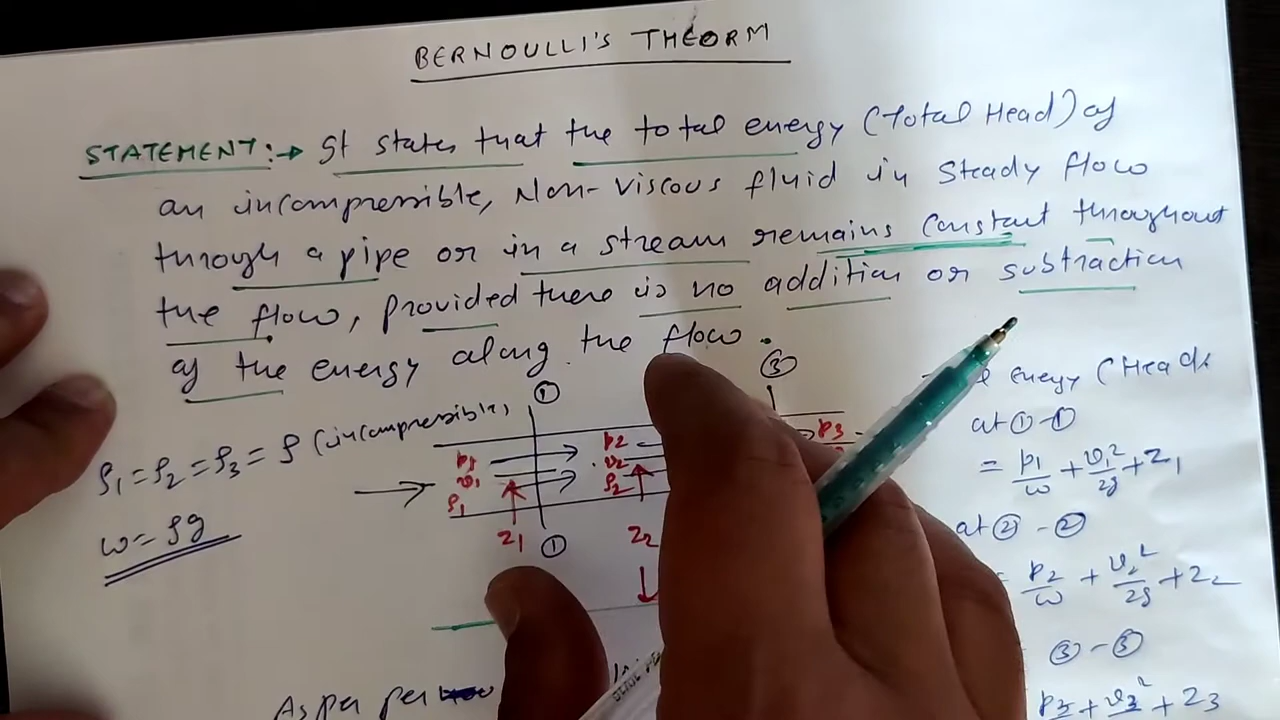 BERNOULLI'S THEORM
STATEMENT:→ It states that the total energy (Total Head) of
an incompressible, Non-viscous fluid in steady flow
through a pipe or in a stream remains constant throughout
the flow, provided there is no addition or subtraction
of the energy along the flow.
energy (Head)
at ①-①
= p1/w + v1²/2g + z1
at ②-②
= p2/w + v2²/2g + z2
③-③
p3/w + v3²/2g + z3
ρ1 = ρ2 = ρ3 = ρ (incompressible)
w = ρg
① ③
p1 p2 p3
v1 v2
ρ1 ρ2
z1 ① z2
As per